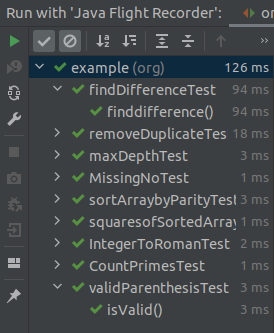 Run with 'Java Flight Recorder': or
example (org) 126 ms
findDifferenceTest 94 ms
finddifference() 94 ms
removeDuplicateTes 18 ms
maxDepthTest 3 ms
MissingNoTest 1 ms
sortArraybyParityTest 3 ms
squaresofSortedArray 1 ms
IntegerToRomanTest 2 ms
CountPrimesTest 1 ms
validParenthesisTest 3 ms
isValid() 3 ms